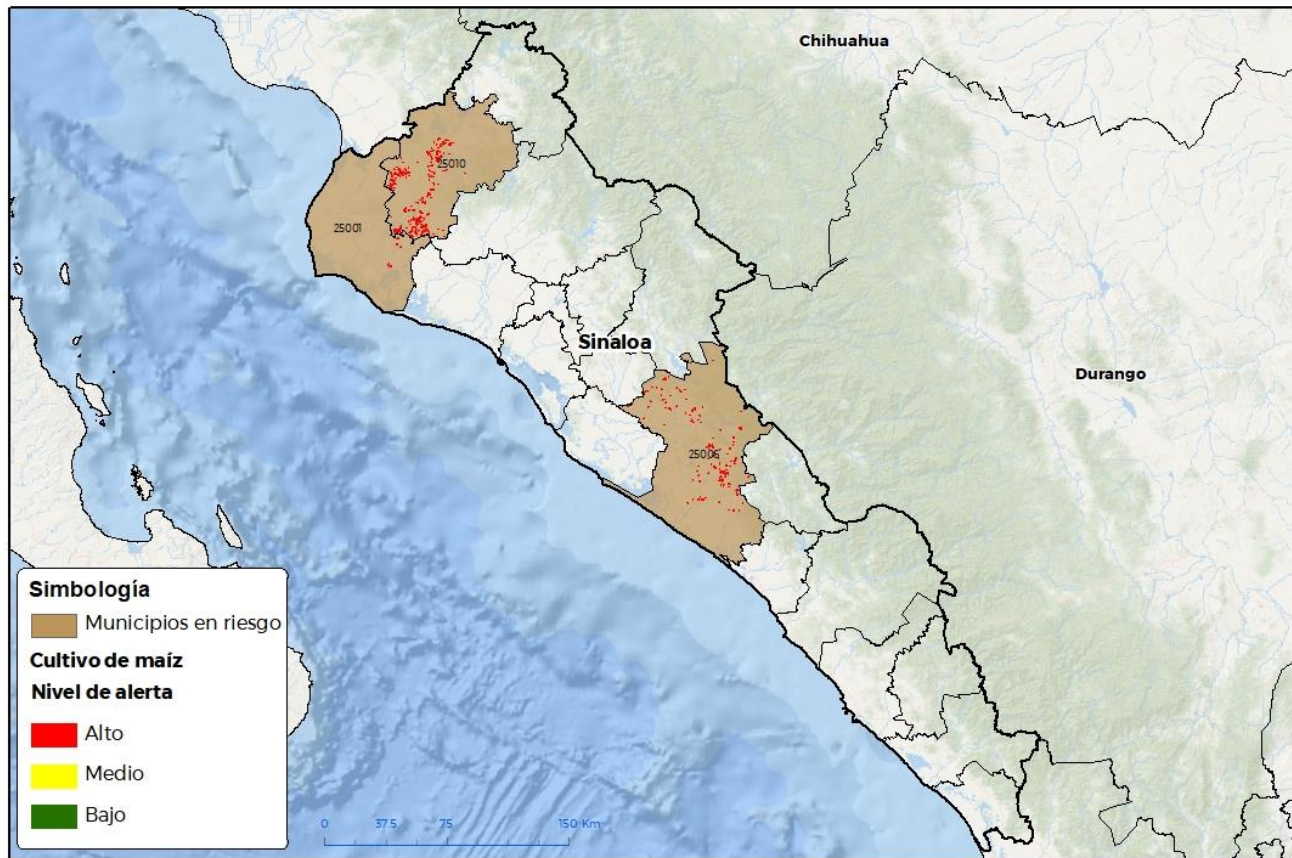 Chihuahua
25010
25001
Sinaloa
Durango
25006
Simbología
Municipios en riesgo
Cultivo de maíz
Nivel de alerta
Alto
Medio
Bajo
0 37.5 75 150 Km